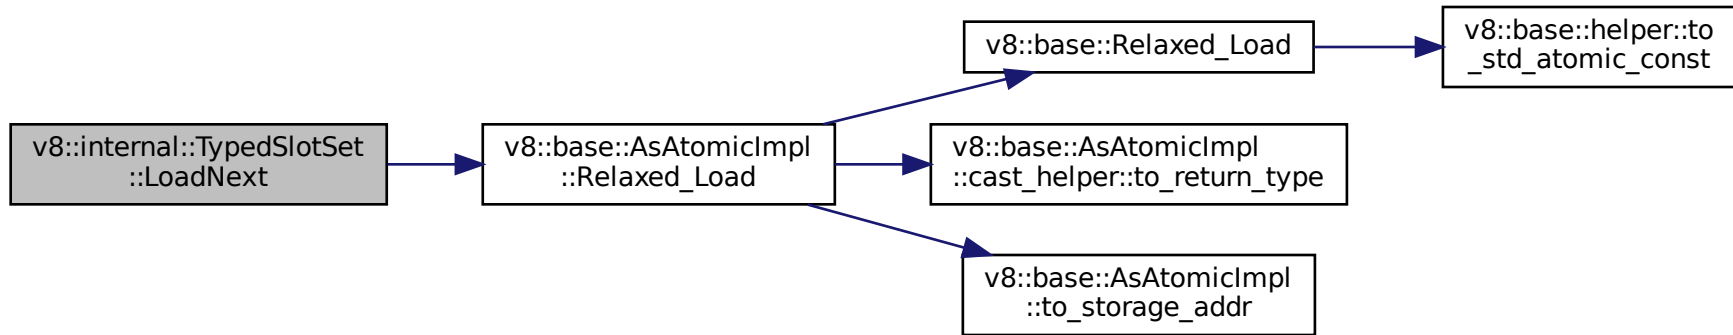 v8::internal::TypedSlotSet
::LoadNext
v8::base::AsAtomicImpl
::Relaxed_Load
v8::base::Relaxed_Load
v8::base::helper::to
_std_atomic_const
v8::base::AsAtomicImpl
::cast_helper::to_return_type
v8::base::AsAtomicImpl
::to_storage_addr